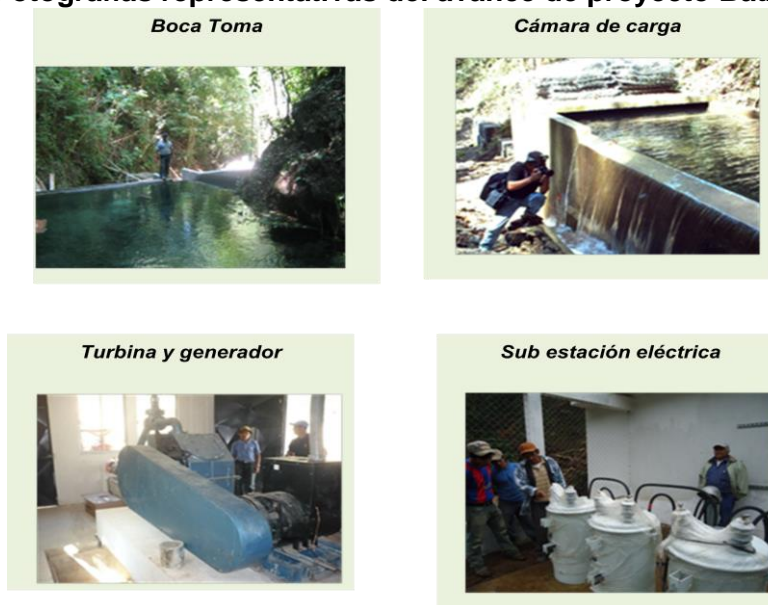 representativas del avance de proyecto
Boca Toma
Cámara de carga
Turbina y generador
Sub estación eléctrica